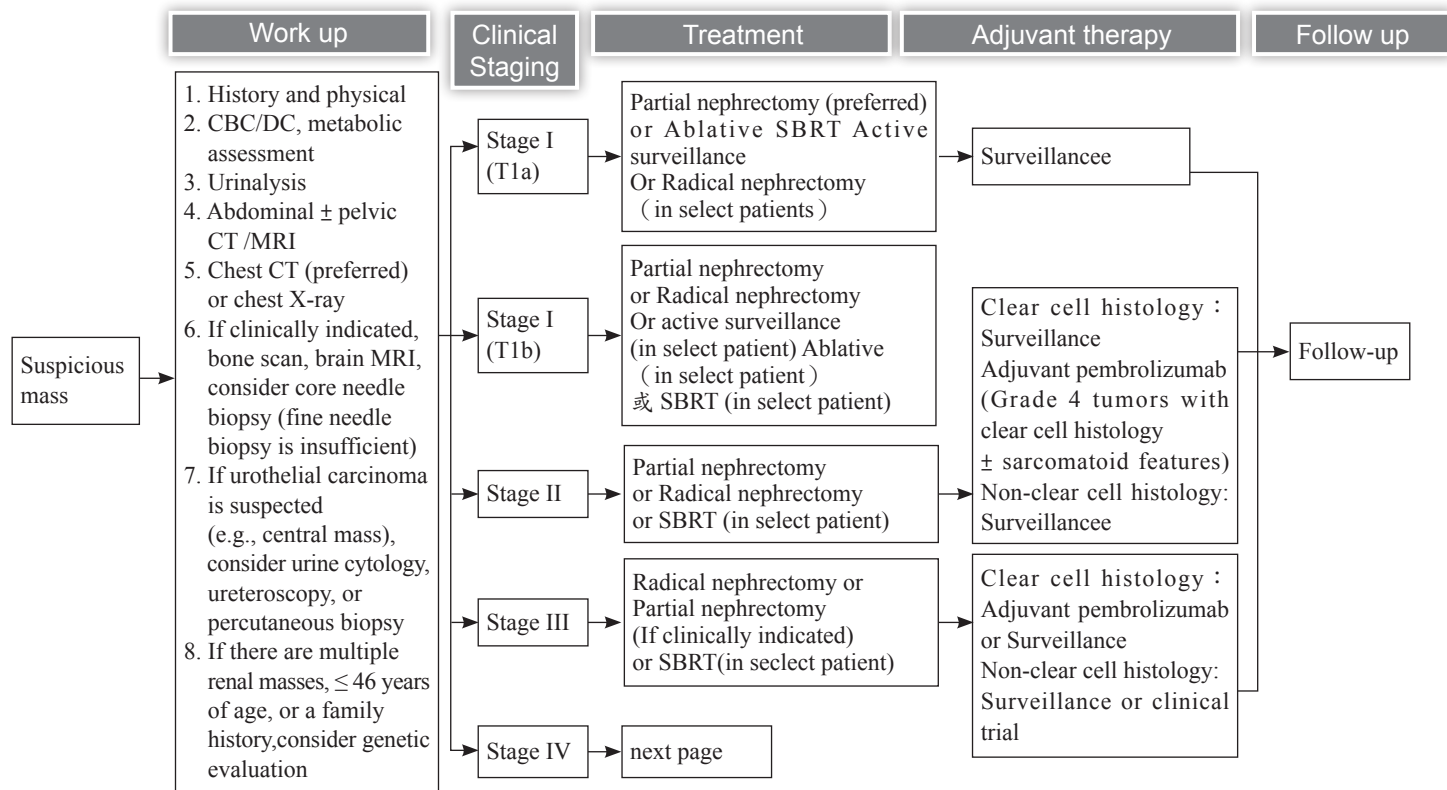 Work up
Clinical
Staging
Treatment
Adjuvant therapy
Follow up
Suspicious
mass
1. History and physical
2. CBC/DC, metabolic
assessment
3. Urinalysis
4. Abdominal ± pelvic
CT /MRI
5. Chest CT (preferred)
or chest X-ray
6. If clinically indicated,
bone scan, brain MRI,
consider core needle
biopsy (fine needle
biopsy is insufficient)
7. If urothelial carcinoma
is suspected
(e.g., central mass),
consider urine cytology,
ureteroscopy, or
percutaneous biopsy
8. If there are multiple
renal masses, ≤ 46 years
of age, or a family
history,consider genetic
evaluation
Stage I
(T1a)
Partial nephrectomy (preferred)
or Ablative SBRT Active
surveillance
Or Radical nephrectomy
（in select patients）
Surveillancee
Stage I
(T1b)
Partial nephrectomy
or Radical nephrectomy
Or active surveillance
(in select patient) Ablative
（in select patient）
或 SBRT (in select patient)
Stage II
Partial nephrectomy
or Radical nephrectomy
or SBRT (in select patient)
Clear cell histology：
Surveillance
Adjuvant pembrolizumab
(Grade 4 tumors with
clear cell histology
± sarcomatoid features)
Non-clear cell histology:
Surveillancee
Stage III
Radical nephrectomy or
Partial nephrectomy
(If clinically indicated)
or SBRT(in seclect patient)
Clear cell histology：
Adjuvant pembrolizumab
or Surveillance
Non-clear cell histology:
Surveillance or clinical
trial
Stage IV
next page
Follow-up